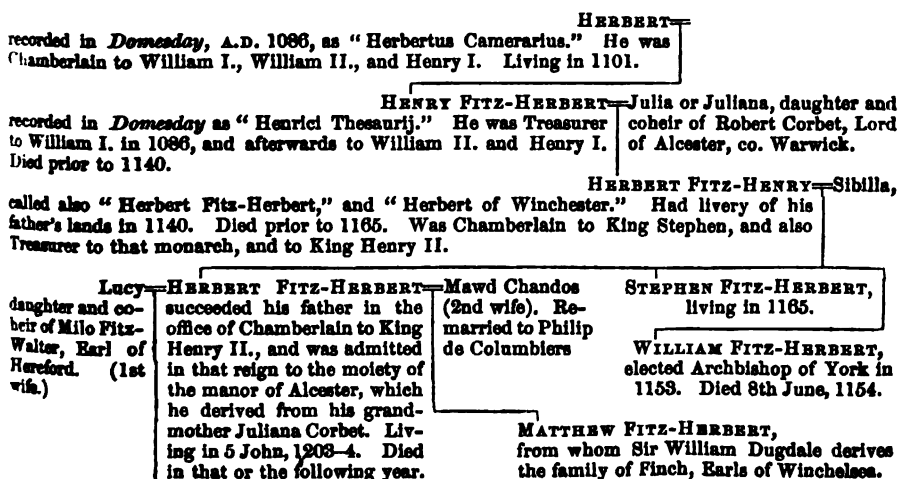 HERBERT=
recorded in Domesday, A.D. 1086, as "Herbertus Camerarius." He was
Chamberlain to William I., William II., and Henry I. Living in 1101.
HENRY FITZ-HERBERT=Julia or Juliana, daughter and
recorded in Domesday as "Henrici Thesaurij." He was Treasurer
to William I. in 1086, and afterwards to William II. and Henry I.
Died prior to 1140.
coheir of Robert Corbet, Lord
of Alcester, co. Warwick.
HERBERT FITZ-HENRY=Sibilla,
called also "Herbert Fitz-Herbert," and "Herbert of Winchester." Had livery of his
father's lands in 1140. Died prior to 1165. Was Chamberlain to King Stephen, and also
Treasurer to that monarch, and to King Henry II.
Lucy=
daughter and co-
heir of Milo Fitz-
Walter, Earl of
Hereford. (1st
wife.)
HERBERT FITZ-HERBERT=
succeeded his father in the
office of Chamberlain to King
Henry II., and was admitted
in that reign to the moiety of
the manor of Alcester, which
he derived from his grand-
mother Juliana Corbet. Liv-
ing in 5 John, 1203-4. Died
in that or the following year.
Mawd Chandos
(2nd wife). Re-
married to Philip
de Columbiers
STEPHEN FITZ-HERBERT,
living in 1165.
WILLIAM FITZ-HERBERT,
elected Archbishop of York in
1153. Died 8th June, 1154.
MATTHEW FITZ-HERBERT,
from whom Sir William Dugdale derives
the family of Finch, Earls of Winchelsea.